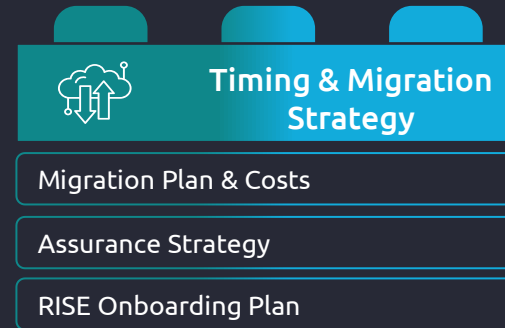 Timing & Migration
Strategy
Migration Plan & Costs
Assurance Strategy
RISE Onboarding Plan